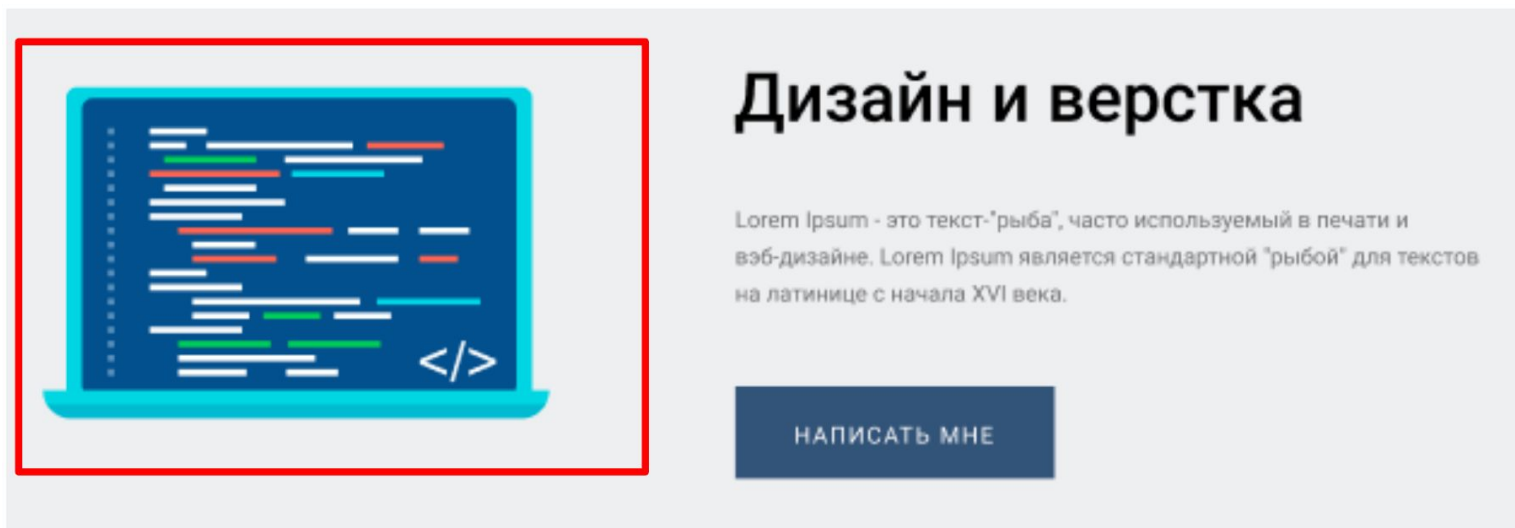 </>
Дизайн и верстка
Lorem Ipsum - это текст-"рыба", часто используемый в печати и
вэб-дизайне. Lorem Ipsum является стандартной "рыбой" для текстов
на латинице с начала XVI века.
НАПИСАТЬ МНЕ